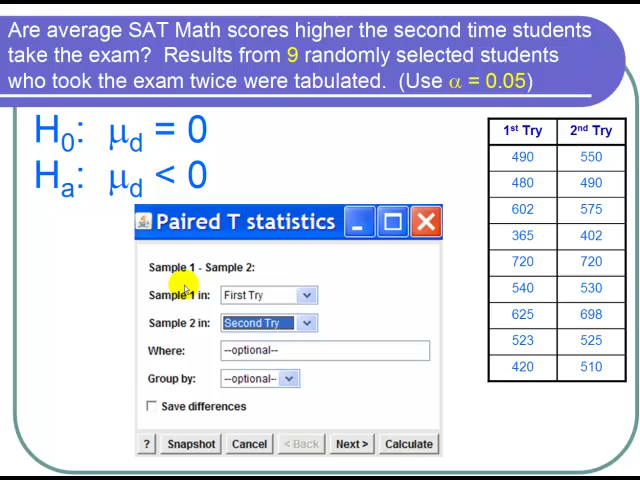 Are average SAT Math scores higher the second time students
take the exam?  Results from 9 randomly selected students
who took the exam twice were tabulated.  (Use α = 0.05)
H₀:  μd = 0
Hₐ:  μd < 0
Paired T statistics
Sample 1 - Sample 2:
Sample 1 in: First Try
Sample 2 in: Second Try
Where: --optional--
Group by: --optional--
Save differences
? Snapshot Cancel < Back Next > Calculate
1st Try 2nd Try
490 550
480 490
602 575
365 402
720 720
540 530
625 698
523 525
420 510